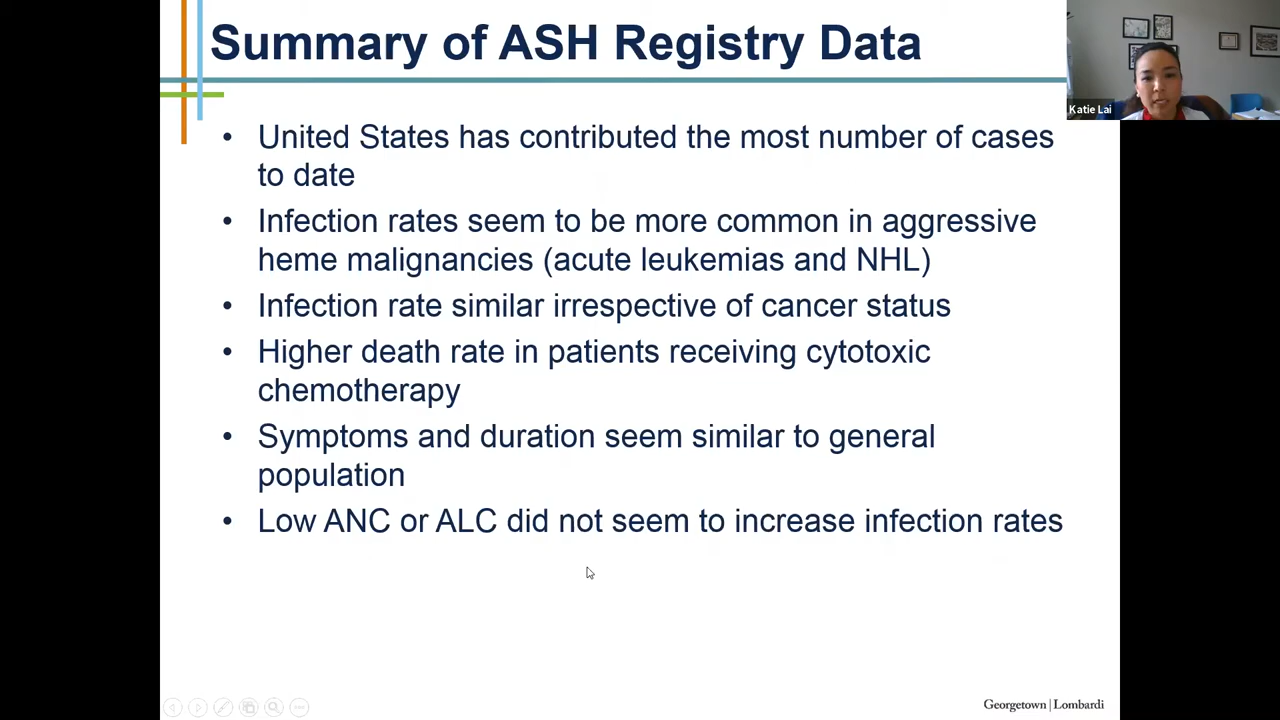 Summary of ASH Registry Data
Katie Lai
• United States has contributed the most number of cases
to date
• Infection rates seem to be more common in aggressive
heme malignancies (acute leukemias and NHL)
• Infection rate similar irrespective of cancer status
• Higher death rate in patients receiving cytotoxic
chemotherapy
• Symptoms and duration seem similar to general
population
• Low ANC or ALC did not seem to increase infection rates
Georgetown | Lombardi